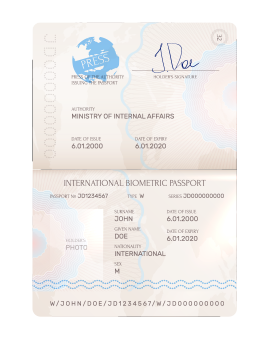 PRESS
J Doe
PRESS OF THE AUTHORITY
ISSUING THE PASSPORT
HOLDER'S SIGNATURE
AUTHORITY
MINISTRY OF INTERNAL AFFAIRS
DATE OF ISSUE DATE OF EXPIRY
6.01.2000 6.01.2020
INTERNATIONAL BIOMETRIC PASSPORT
PASSPORT № JD1234567 TYPE W SERIES JD000000000
SURNAME DATE OF ISSUE
JOHN 6.01.2000
GIVEN NAME DATE OF EXPIRY
DOE 6.01.2020
NATIONALITY
INTERNATIONAL
SEX
M
HOLDER'S
PHOTO
W/JOHN/DOE/JD1234567/W/JD000000000